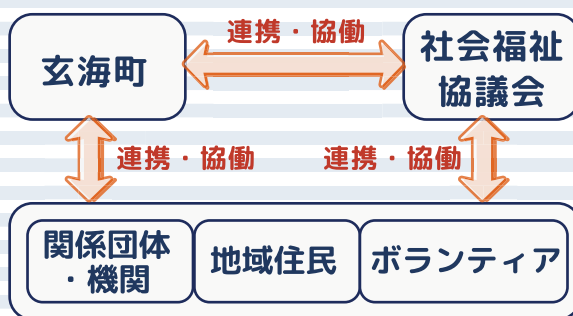 連携・協働
玄海町
社会福祉
協議会
連携・協働
連携・協働
関係団体
・機関
地域住民
ボランティア